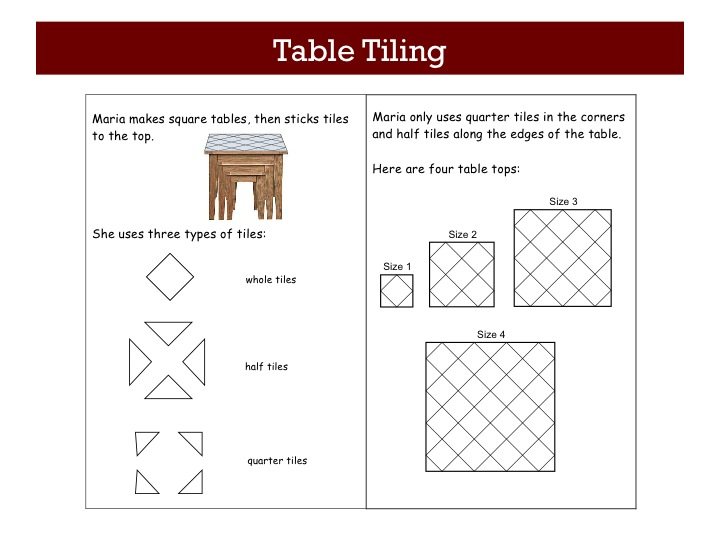 Table Tiling
Maria makes square tables, then sticks tiles
to the top.
She uses three types of tiles:
whole tiles
half tiles
quarter tiles
Maria only uses quarter tiles in the corners
and half tiles along the edges of the table.
Here are four table tops:
Size 1
Size 2
Size 3
Size 4